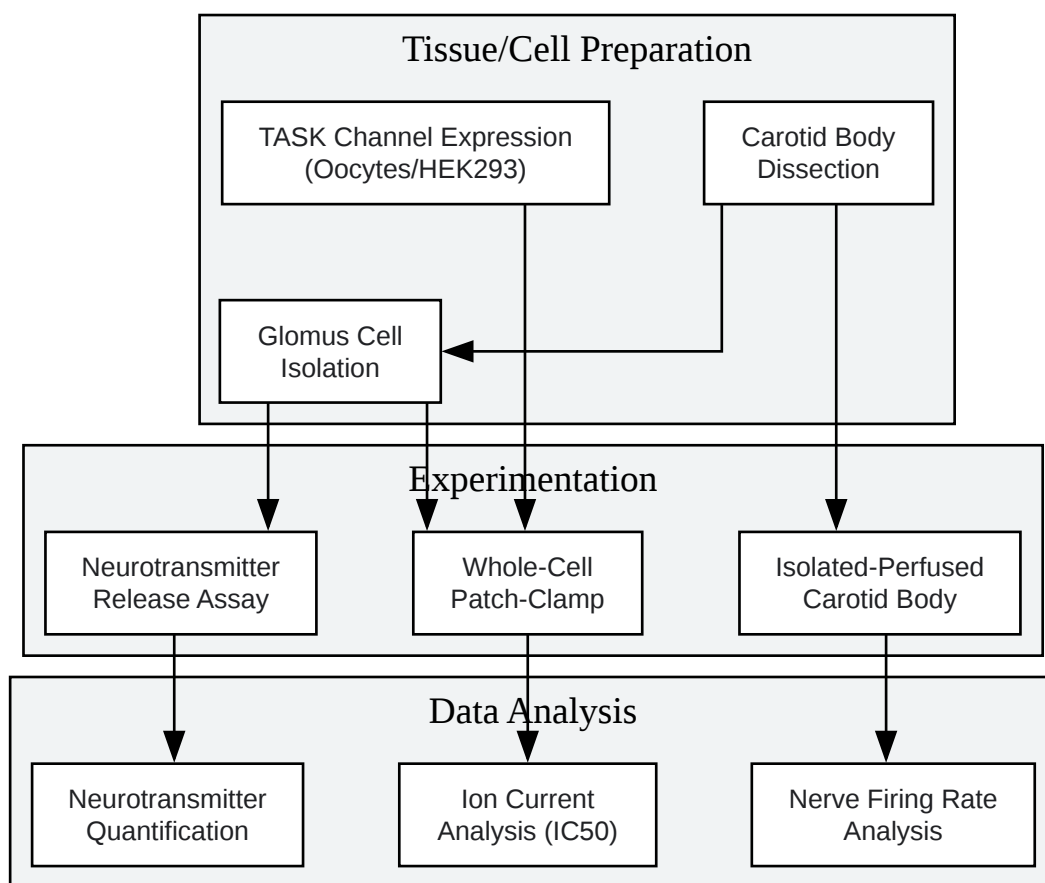 Tissue/Cell Preparation
TASK Channel Expression
(Oocytes/HEK293)
Carotid Body
Dissection
Glomus Cell
Isolation
Experimentation
Neurotransmitter
Release Assay
Whole-Cell
Patch-Clamp
Isolated-Perfused
Carotid Body
Data Analysis
Neurotransmitter
Quantification
Ion Current
Analysis (IC50)
Nerve Firing Rate
Analysis